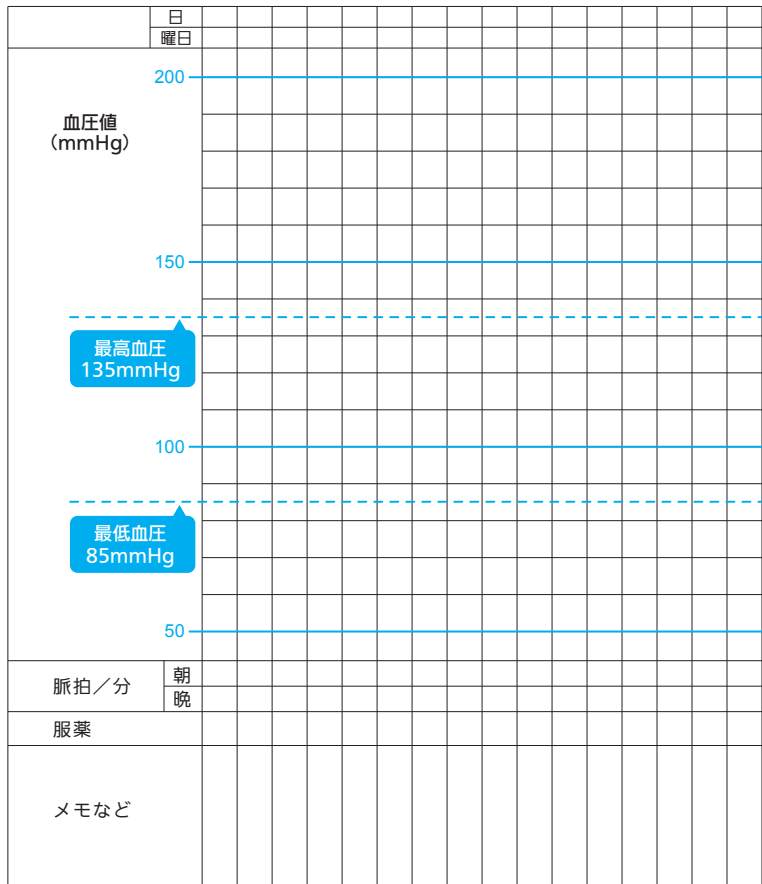 日
曜日
200
血圧値
（mmHg）
150
最高血圧
135mmHg
100
最低血圧
85mmHg
50
脈拍／分
朝
晩
服薬
メモなど